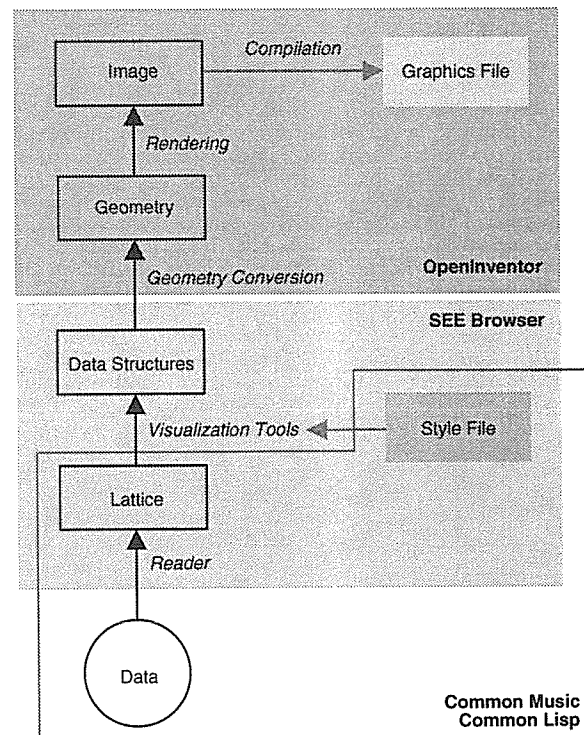 Compilation
Image
Graphics File
Rendering
Geometry
OpenInventor
Geometry Conversion
SEE Browser
Data Structures
Visualization Tools
Style File
Lattice
Reader
Data
Common Music
Common Lisp